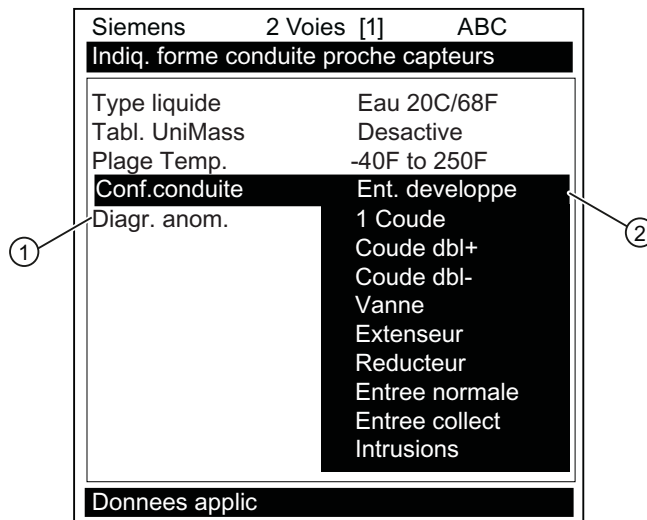 Siemens 2 Voies [1] ABC
Indiq. forme conduite proche capteurs
Type liquide Eau 20C/68F
Tabl. UniMass Desactive
Plage Temp. -40F to 250F
Conf.conduite Ent. developpe
Diagr. anom. 1 Coude
Coude dbl+
Coude dbl-
Vanne
Extenseur
Reducteur
Entree normale
Entree collect
Intrusions
Donnees applic
1
2